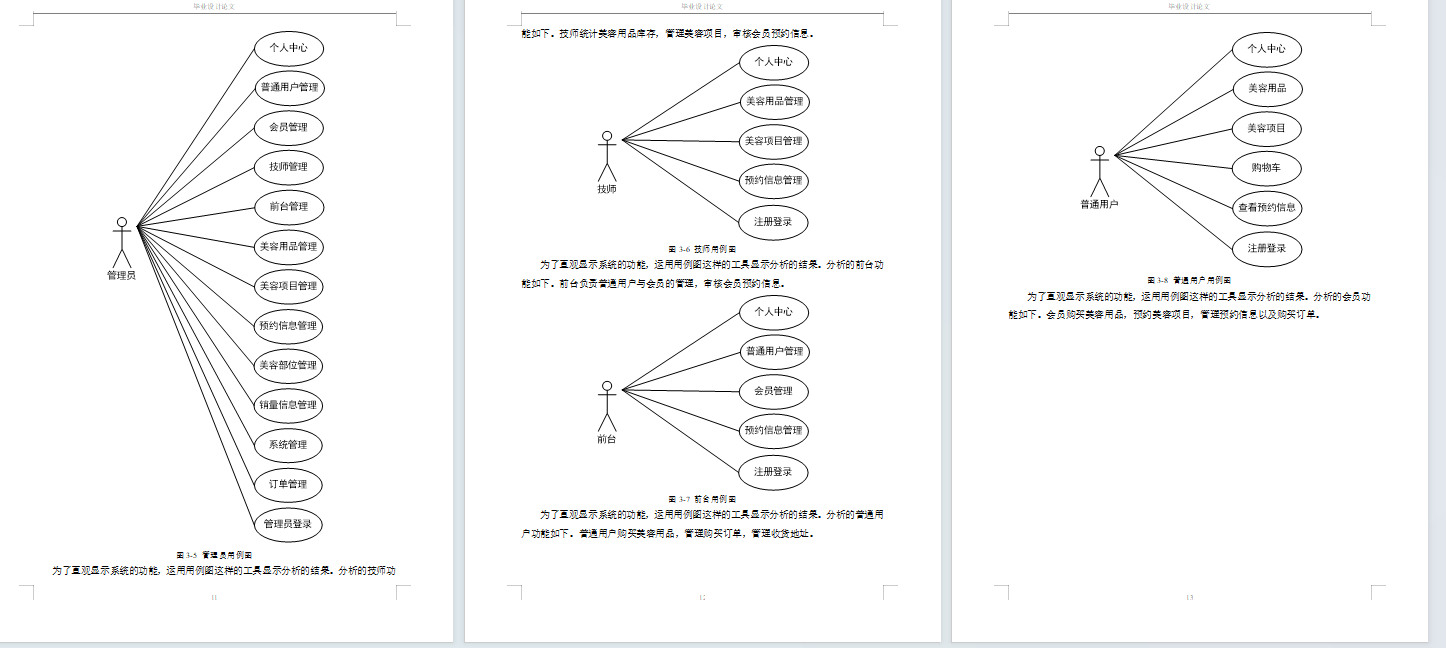 毕业设计论文
个人中心
普通用户管理
会员管理
技师管理
前台管理
美容用品管理
管理员
美容项目管理
预约信息管理
美容部位管理
销量信息管理
系统管理
订单管理
管理员登录
图 3-5 管理员用例图
为了直观显示系统的功能，运用用例图这样的工具显示分析的结果。分析的技师功
11
毕业设计论文
能如下。技师统计美容用品库存，管理美容项目，审核会员预约信息。
个人中心
美容用品管理
美容项目管理
预约信息管理
技师
注册登录
图 3-6 技师用例图
为了直观显示系统的功能，运用用例图这样的工具显示分析的结果。分析的前台功
能如下。前台负责普通用户与会员的管理，审核会员预约信息。
个人中心
普通用户管理
会员管理
预约信息管理
前台
注册登录
图 3-7 前台用例图
为了直观显示系统的功能，运用用例图这样的工具显示分析的结果。分析的普通用
户功能如下。普通用户购买美容用品，管理购买订单，管理收货地址。
12
毕业设计论文
个人中心
美容用品
美容项目
购物车
普通用户
查看预约信息
注册登录
图 3-8 普通用户用例图
为了直观显示系统的功能，运用用例图这样的工具显示分析的结果。分析的会员功
能如下。会员购买美容用品，预约美容项目，管理预约信息以及购买订单。
13